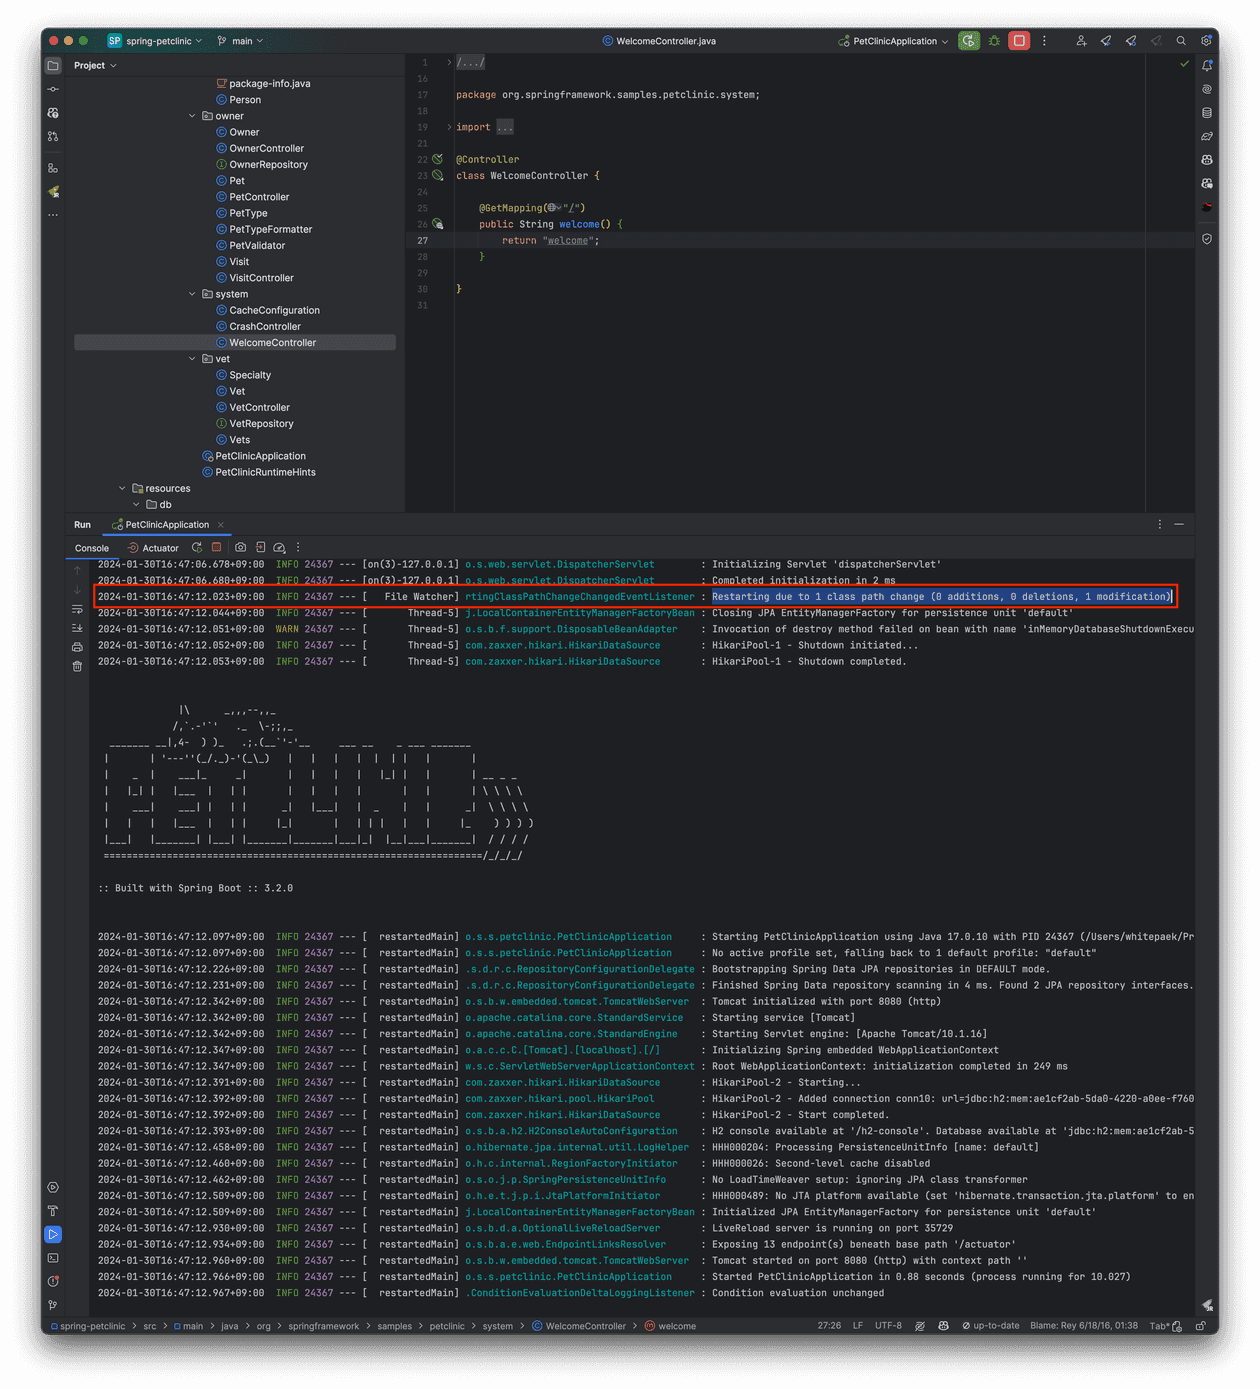 SP spring-petclinic main WelcomeController.java PetClinicApplication
Project
package-info.java
Person
owner
Owner
OwnerController
OwnerRepository
Pet
PetController
PetType
PetTypeFormatter
PetValidator
Visit
VisitController
system
CacheConfiguration
CrashController
WelcomeController
vet
Specialty
Vet
VetController
VetRepository
Vets
PetClinicApplication
PetClinicRuntimeHints
resources
db
1 /.../
16
17 package org.springframework.samples.petclinic.system;
18
19 import ...
21
22 @Controller
23 class WelcomeController {
24
25 @GetMapping("/")
26 public String welcome() {
27 return "welcome";
28 }
29
30 }
31
Run PetClinicApplication
Console Actuator
2024-01-30T16:47:06.678+09:00 INFO 24367 --- [on(3)-127.0.0.1] o.s.web.servlet.DispatcherServlet : Initializing Servlet 'dispatcherServlet'
2024-01-30T16:47:06.680+09:00 INFO 24367 --- [on(3)-127.0.0.1] o.s.web.servlet.DispatcherServlet : Completed initialization in 2 ms
2024-01-30T16:47:12.023+09:00 INFO 24367 --- [ File Watcher] rtingClassPathChangeChangedEventListener : Restarting due to 1 class path change (0 additions, 0 deletions, 1 modification)
2024-01-30T16:47:12.044+09:00 INFO 24367 --- [ Thread-5] j.LocalContainerEntityManagerFactoryBean : Closing JPA EntityManagerFactory for persistence unit 'default'
2024-01-30T16:47:12.051+09:00 WARN 24367 --- [ Thread-5] o.s.b.f.support.DisposableBeanAdapter : Invocation of destroy method failed on bean with name 'inMemoryDatabaseShutdownExecu
2024-01-30T16:47:12.052+09:00 INFO 24367 --- [ Thread-5] com.zaxxer.hikari.HikariDataSource : HikariPool-1 - Shutdown initiated...
2024-01-30T16:47:12.053+09:00 INFO 24367 --- [ Thread-5] com.zaxxer.hikari.HikariDataSource : HikariPool-1 - Shutdown completed.
PETCLINIC
:: Built with Spring Boot :: 3.2.0
2024-01-30T16:47:12.097+09:00 INFO 24367 --- [ restartedMain] o.s.s.petclinic.PetClinicApplication : Starting PetClinicApplication using Java 17.0.10 with PID 24367 (/Users/whitepaek/Pr
2024-01-30T16:47:12.097+09:00 INFO 24367 --- [ restartedMain] o.s.s.petclinic.PetClinicApplication : No active profile set, falling back to 1 default profile: "default"
2024-01-30T16:47:12.226+09:00 INFO 24367 --- [ restartedMain] .s.d.r.c.RepositoryConfigurationDelegate : Bootstrapping Spring Data JPA repositories in DEFAULT mode.
2024-01-30T16:47:12.231+09:00 INFO 24367 --- [ restartedMain] .s.d.r.c.RepositoryConfigurationDelegate : Finished Spring Data repository scanning in 4 ms. Found 2 JPA repository interfaces.
2024-01-30T16:47:12.342+09:00 INFO 24367 --- [ restartedMain] o.s.b.w.embedded.tomcat.TomcatWebServer : Tomcat initialized with port 8080 (http)
2024-01-30T16:47:12.342+09:00 INFO 24367 --- [ restartedMain] o.apache.catalina.core.StandardService : Starting service [Tomcat]
2024-01-30T16:47:12.342+09:00 INFO 24367 --- [ restartedMain] o.apache.catalina.core.StandardEngine : Starting Servlet engine: [Apache Tomcat/10.1.16]
2024-01-30T16:47:12.347+09:00 INFO 24367 --- [ restartedMain] o.a.c.c.C.[Tomcat].[localhost].[/] : Initializing Spring embedded WebApplicationContext
2024-01-30T16:47:12.347+09:00 INFO 24367 --- [ restartedMain] w.s.c.ServletWebServerApplicationContext : Root WebApplicationContext: initialization completed in 249 ms
2024-01-30T16:47:12.391+09:00 INFO 24367 --- [ restartedMain] com.zaxxer.hikari.HikariDataSource : HikariPool-2 - Starting...
2024-01-30T16:47:12.392+09:00 INFO 24367 --- [ restartedMain] com.zaxxer.hikari.pool.HikariPool : HikariPool-2 - Added connection conn10: url=jdbc:h2:mem:ae1cf2ab-5da0-4220-a0ee-f760
2024-01-30T16:47:12.392+09:00 INFO 24367 --- [ restartedMain] com.zaxxer.hikari.HikariDataSource : HikariPool-2 - Start completed.
2024-01-30T16:47:12.393+09:00 INFO 24367 --- [ restartedMain] o.s.b.a.h2.H2ConsoleAutoConfiguration : H2 console available at '/h2-console'. Database available at 'jdbc:h2:mem:ae1cf2ab-5
2024-01-30T16:47:12.458+09:00 INFO 24367 --- [ restartedMain] o.hibernate.jpa.internal.util.LogHelper : HHH000204: Processing PersistenceUnitInfo [name: default]
2024-01-30T16:47:12.460+09:00 INFO 24367 --- [ restartedMain] o.h.c.internal.RegionFactoryInitiator : HHH000026: Second-level cache disabled
2024-01-30T16:47:12.462+09:00 INFO 24367 --- [ restartedMain] o.s.o.j.p.SpringPersistenceUnitInfo : No LoadTimeWeaver setup: ignoring JPA class transformer
2024-01-30T16:47:12.509+09:00 INFO 24367 --- [ restartedMain] o.h.e.t.j.p.i.JtaPlatformInitiator : HHH000489: No JTA platform available (set 'hibernate.transaction.jta.platform' to en
2024-01-30T16:47:12.509+09:00 INFO 24367 --- [ restartedMain] j.LocalContainerEntityManagerFactoryBean : Initialized JPA EntityManagerFactory for persistence unit 'default'
2024-01-30T16:47:12.930+09:00 INFO 24367 --- [ restartedMain] o.s.b.d.a.OptionalLiveReloadServer : LiveReload server is running on port 35729
2024-01-30T16:47:12.934+09:00 INFO 24367 --- [ restartedMain] o.s.b.a.e.web.EndpointLinksResolver : Exposing 13 endpoint(s) beneath base path '/actuator'
2024-01-30T16:47:12.960+09:00 INFO 24367 --- [ restartedMain] o.s.b.w.embedded.tomcat.TomcatWebServer : Tomcat started on port 8080 (http) with context path ''
2024-01-30T16:47:12.966+09:00 INFO 24367 --- [ restartedMain] o.s.s.petclinic.PetClinicApplication : Started PetClinicApplication in 0.88 seconds (process running for 10.027)
2024-01-30T16:47:12.967+09:00 INFO 24367 --- [ restartedMain] .ConditionEvaluationDeltaLoggingListener : Condition evaluation unchanged
spring-petclinic > src > main > java > org > springframework > samples > petclinic > system > WelcomeController > welcome 27:26 LF UTF-8 up-to-date Blame: Rey 6/18/16, 01:38 Tab*